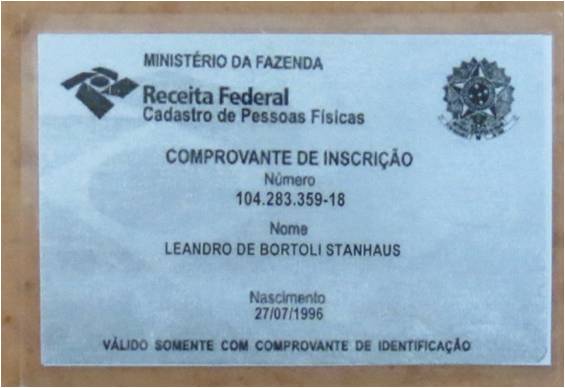 MINISTÉRIO DA FAZENDA
Receita Federal
Cadastro de Pessoas Físicas
COMPROVANTE DE INSCRIÇÃO
Número
104.283.359-18
Nome
LEANDRO DE BORTOLI STANHAUS
Nascimento
27/07/1996
VÁLIDO SOMENTE COM COMPROVANTE DE IDENTIFICAÇÃO